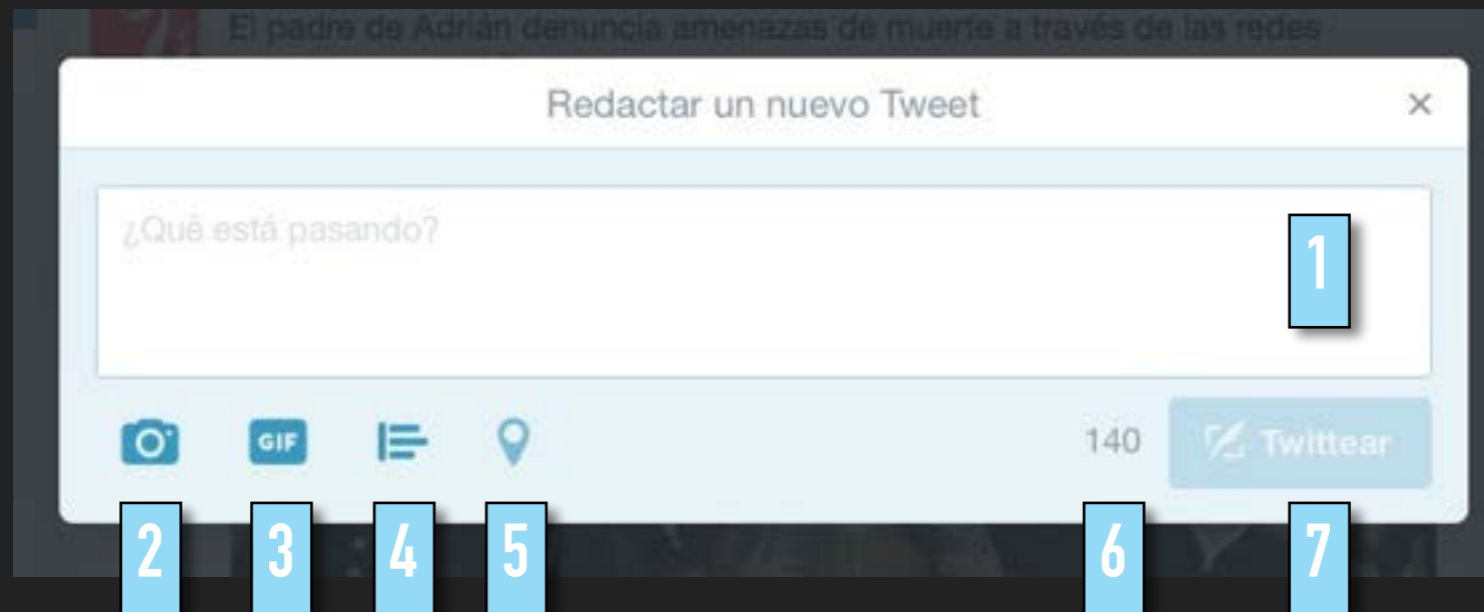 El padre de Adrián denuncia amenazas de muerte a través de las redes
Redactar un nuevo Tweet ×
¿Qué está pasando?
1
GIF
140 Twittear
2 3 4 5 6 7